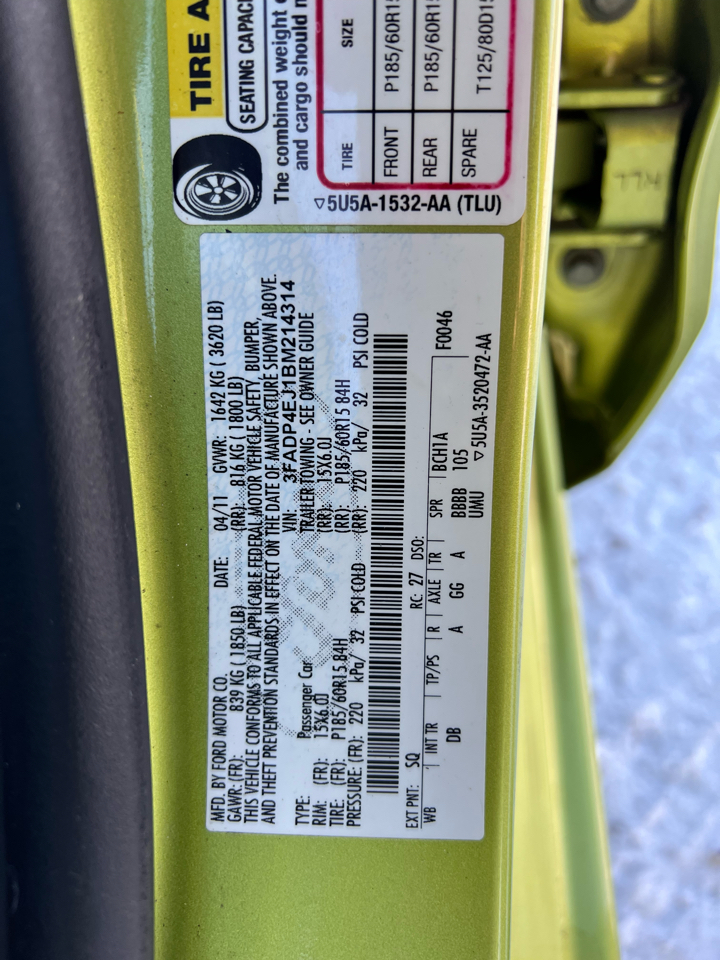 TIRE A
SEATING CAPACI
The combined weight o
and cargo should n
TIRE SIZE
FRONT P185/60R15
REAR P185/60R15
SPARE T125/80D15
▽5U5A-1532-AA (TLU)
MFD. BY FORD MOTOR CO.
DATE: 04/11 GVWR: 1642 KG ( 3620 LB)
GAWR: (FR): 839 KG ( 1850 LB) (RR): 816 KG ( 1800 LB)
THIS VEHICLE CONFORMS TO ALL APPLICABLE FEDERAL MOTOR VEHICLE SAFETY, BUMPER,
AND THEFT PREVENTION STANDARDS IN EFFECT ON THE DATE OF MANUFACTURE SHOWN ABOVE.
VIN: 3FADP4EJ1BM214314
TYPE: Passenger Car TRAILER TOWING - SEE OWNER GUIDE
RIM: (FR): 15X6.0J (RR): 15X6.0J
TIRE: (FR): P185/60R15 84H (RR): P185/60R15 84H
PRESSURE: (FR): 220 kPa/ 32 PSI COLD (RR): 220 kPa/ 32 PSI COLD
EXT PNT: SQ RC: 27 DSO: F0046
WB INT TR TP/PS R AXLE TR SPR BCH1A
DB A GG A BBBB 105
UMU
▽5U5A-3520472-AA